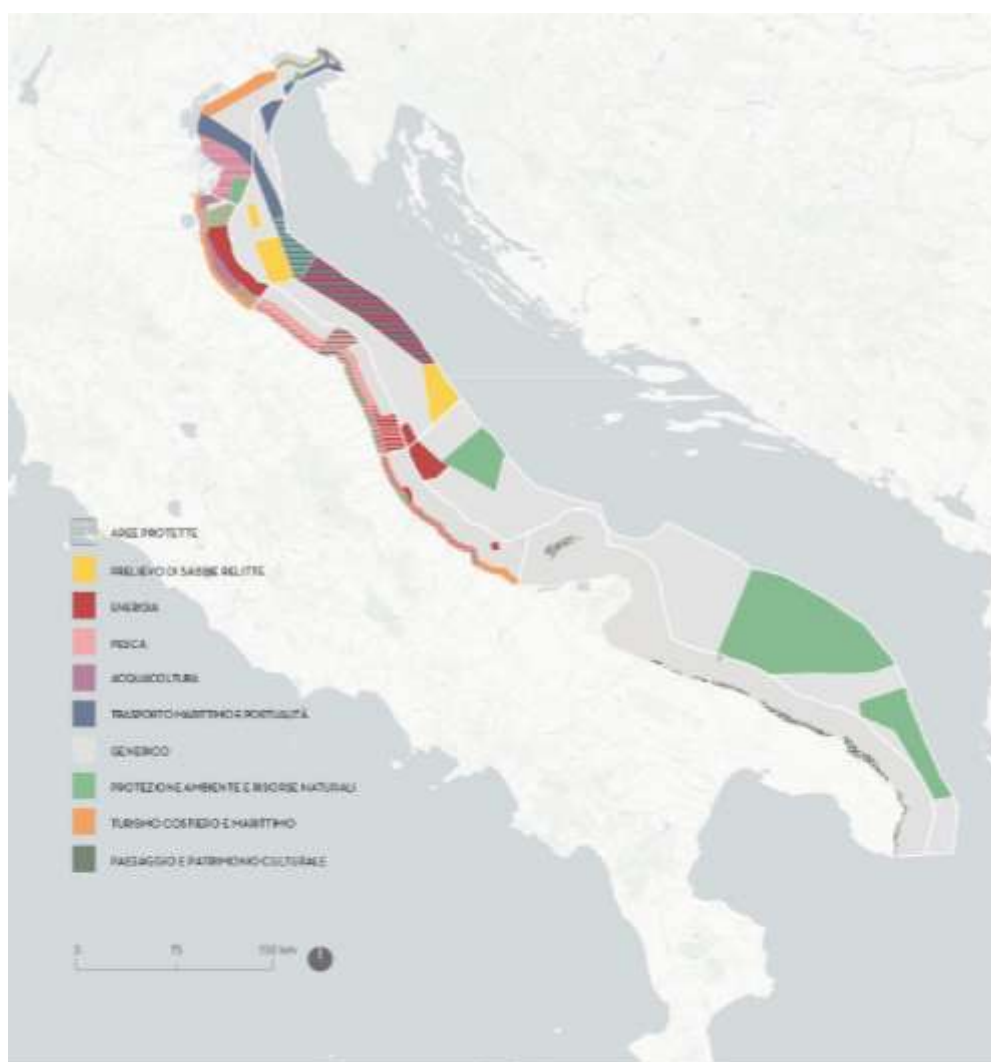 AREE PROTETTE
PRELIEVO DI SABBIE RELITTE
ENERGIA
PESCA
ACQUACOLTURA
TRASPORTO MARITTIMO E PORTUALITÀ
GENERICO
PROTEZIONE AMBIENTE E RISORSE NATURALI
TURISMO COSTIERO E MARITTIMO
PAESAGGIO E PATRIMONIO CULTURALE
0 75 150 km